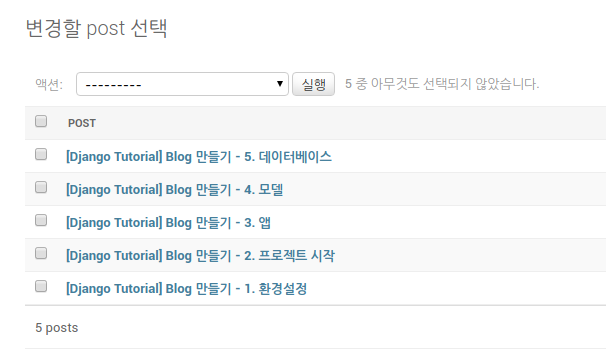 변경할 post 선택
액션: --------- 실행 5 중 아무것도 선택되지 않았습니다.
POST
[Django Tutorial] Blog 만들기 - 5. 데이터베이스
[Django Tutorial] Blog 만들기 - 4. 모델
[Django Tutorial] Blog 만들기 - 3. 앱
[Django Tutorial] Blog 만들기 - 2. 프로젝트 시작
[Django Tutorial] Blog 만들기 - 1. 환경설정
5 posts